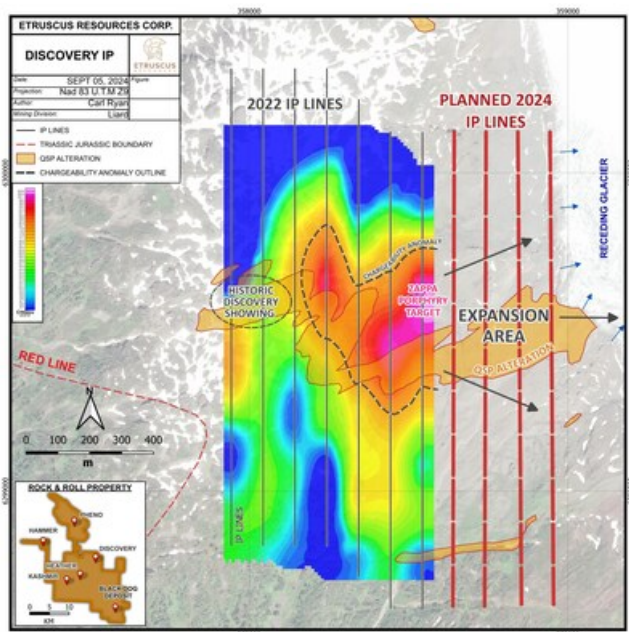 ETRUSCUS RESOURCES CORP.
DISCOVERY IP
ETRUSCUS
Date: SEPT 05, 2024 Figure:
Projection: Nad 83 U.T.M Z9
Author: Carl Ryan
Mining Division: Liard
IP LINES
TRIASSIC JURASSIC BOUNDARY
QSP ALTERATION
CHARGEABILITY ANOMALY OUTLINE
358000
359000
6300000
6299000
2022 IP LINES
PLANNED 2024
IP LINES
RECEDING GLACIER
CHARGEABILITY ANOMALY
HISTORIC
DISCOVERY
SHOWING
ZAPPA
PORPHYRY
TARGET
EXPANSION
AREA
QSP ALTERATION
RED LINE
N
0 100 200 300 400
m
IP LINES
ROCK & ROLL PROPERTY
PHEND
HAMMER
DISCOVERY
HEATHER
KASHMIR
BLACK DOG
DEPOSIT
0 5 10
KM